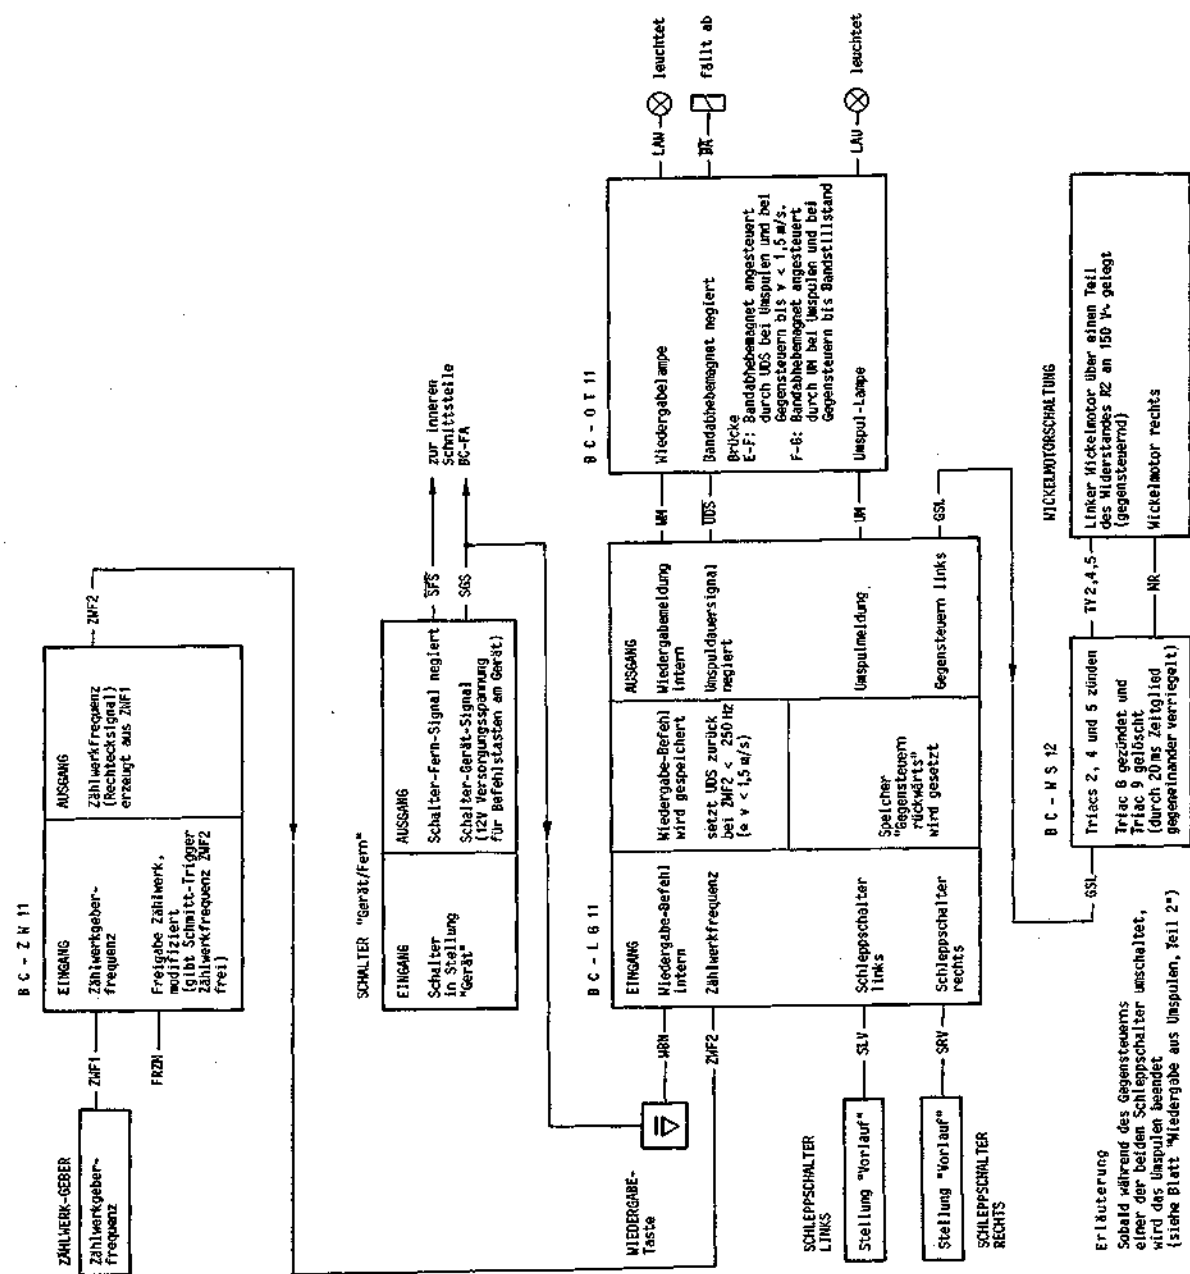 ZÄHLWERK-GEBER
Zählwerkgeber-
frequenz
ZWF1
FRZM
B C - Z W 11
EINGANG
Zählwerkgeber-
frequenz
Freigabe Zählwerk,
modifiziert
(gibt Schmitt-Trigger
Zählwerkfrequenz ZWF2
frei)
AUSGANG
Zählwerkfrequenz
(Rechtecksignal)
erzeugt aus ZWF1
ZWF2
SCHALTER "Gerät/Fern"
EINGANG
Schalter
in Stellung
"Gerät"
AUSGANG
Schalter-Fern-Signal negiert
Schalter-Gerät-Signal
(12V Versorgungsspannung
für Befehlstasten am Gerät)
SFS
SGS
zur inneren
Schnittstelle
BC-FA
WIEDERGABE-
Taste
WBN
ZWF2
SCHLEPPSCHALTER
LINKS
Stellung "Vorlauf"
SLV
Stellung "Vorlauf"
SRV
SCHLEPPSCHALTER
RECHTS
B C - L G 11
EINGANG
Wiedergabe-Befehl
intern
Zählwerkfrequenz
Schleppschalter
links
Schleppschalter
rechts
Wiedergabe-Befehl
wird gespeichert
setzt UDS zurück
bei ZWF2 < 250 Hz
(≙ v < 1,5 m/s)
Speicher
"Gegensteuern
rückwärts"
wird gesetzt
AUSGANG
Wiedergabemeldung
intern
Umspuldauersignal
negiert
Umspulmeldung
Gegensteuern links
WM
UDS
UM
GSL
B C - O T 11
Wiedergabelampe
Bandabhebemagnet negiert
Brücke
E-F: Bandabhebemagnet angesteuert
durch UDS bei Umspulen und bei
Gegensteuern bis v < 1,5 m/s.
F-G: Bandabhebemagnet angesteuert
durch UM bei Umspulen und bei
Gegensteuern bis Bandstillstand
Umspul-Lampe
LAW
leuchtet
BA
fällt ab
LAU
leuchtet
GSL
B C - W S 12
Triacs 2, 4 und 5 zünden
Triac 8 gezündet und
Triac 9 gelöscht
(durch 20 ms Zeitglied
gegeneinander verriegelt)
TY 2,4,5
NR
WICKELMOTORSCHALTUNG
Linker Wickelmotor über einen Teil
des Widerstandes R2 an 150 V~ gelegt
(gegensteuernd)
Wickelmotor rechts
Erläuterung
Sobald während des Gegensteuerns
einer der beiden Schleppschalter umschaltet,
wird das Umspulen beendet
(siehe Blatt "Wiedergabe aus Umspulen, Teil 2")